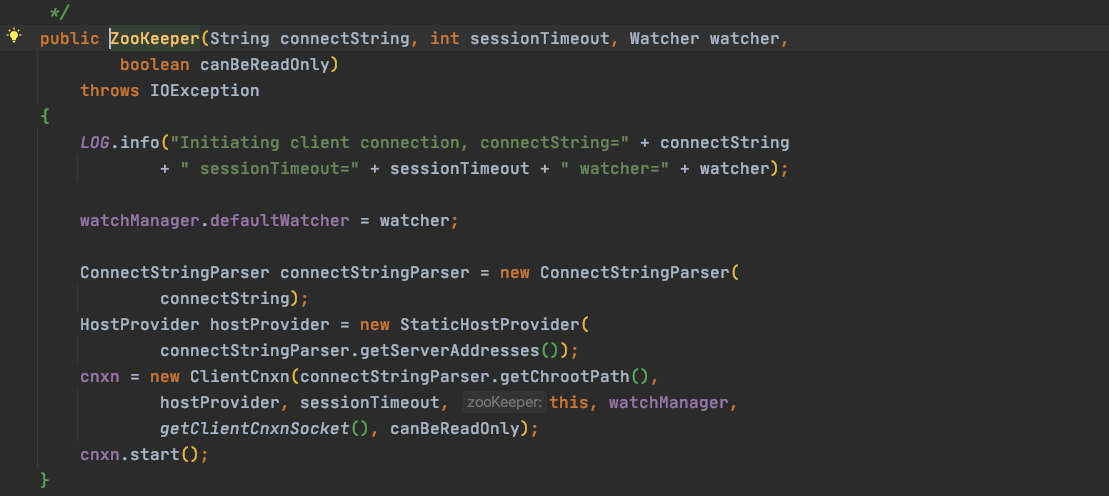 */
public ZooKeeper(String connectString, int sessionTimeout, Watcher watcher,
boolean canBeReadOnly)
throws IOException
{
LOG.info("Initiating client connection, connectString=" + connectString
+ " sessionTimeout=" + sessionTimeout + " watcher=" + watcher);
watchManager.defaultWatcher = watcher;
ConnectStringParser connectStringParser = new ConnectStringParser(
connectString);
HostProvider hostProvider = new StaticHostProvider(
connectStringParser.getServerAddresses());
cnxn = new ClientCnxn(connectStringParser.getChrootPath(),
hostProvider, sessionTimeout, zooKeeper: this, watchManager,
getClientCnxnSocket(), canBeReadOnly);
cnxn.start();
}